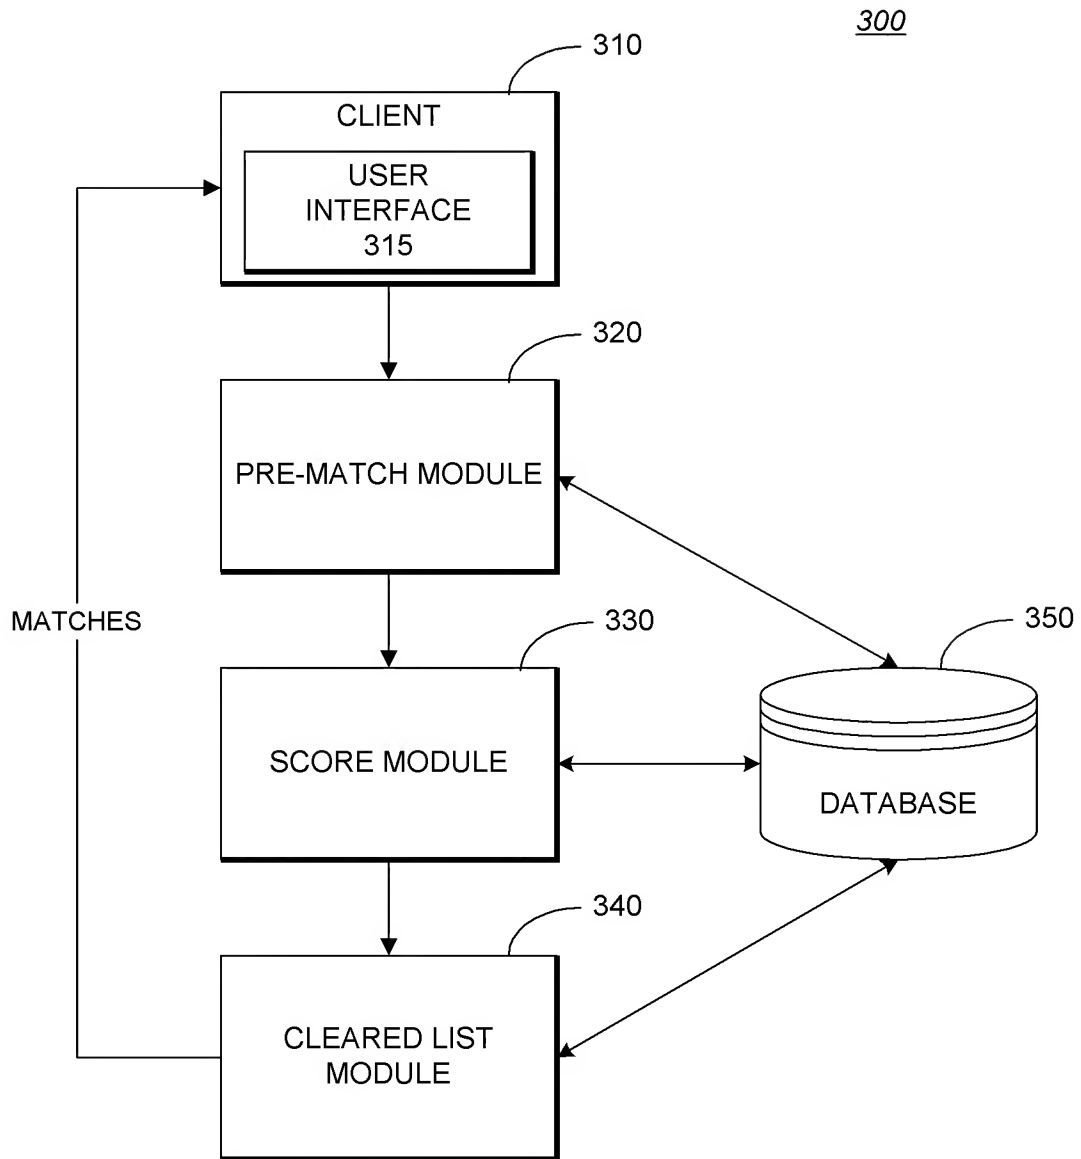 300
310
CLIENT
USER
INTERFACE
315
320
PRE-MATCH MODULE
MATCHES
330
350
SCORE MODULE
DATABASE
340
CLEARED LIST
MODULE